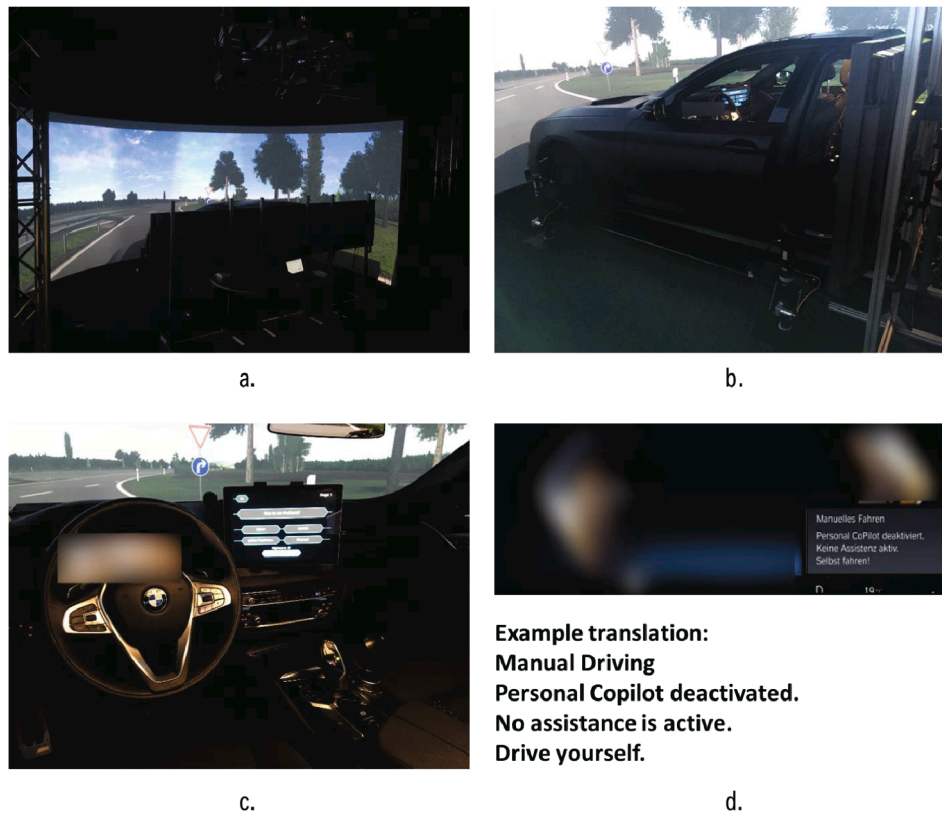 a.
b.
BMW
c.
Manuelles Fahren
Personal CoPilot deaktiviert.
Keine Assistenz aktiv.
Selbst fahren!
D
Example translation:
Manual Driving
Personal Copilot deactivated.
No assistance is active.
Drive yourself.
d.